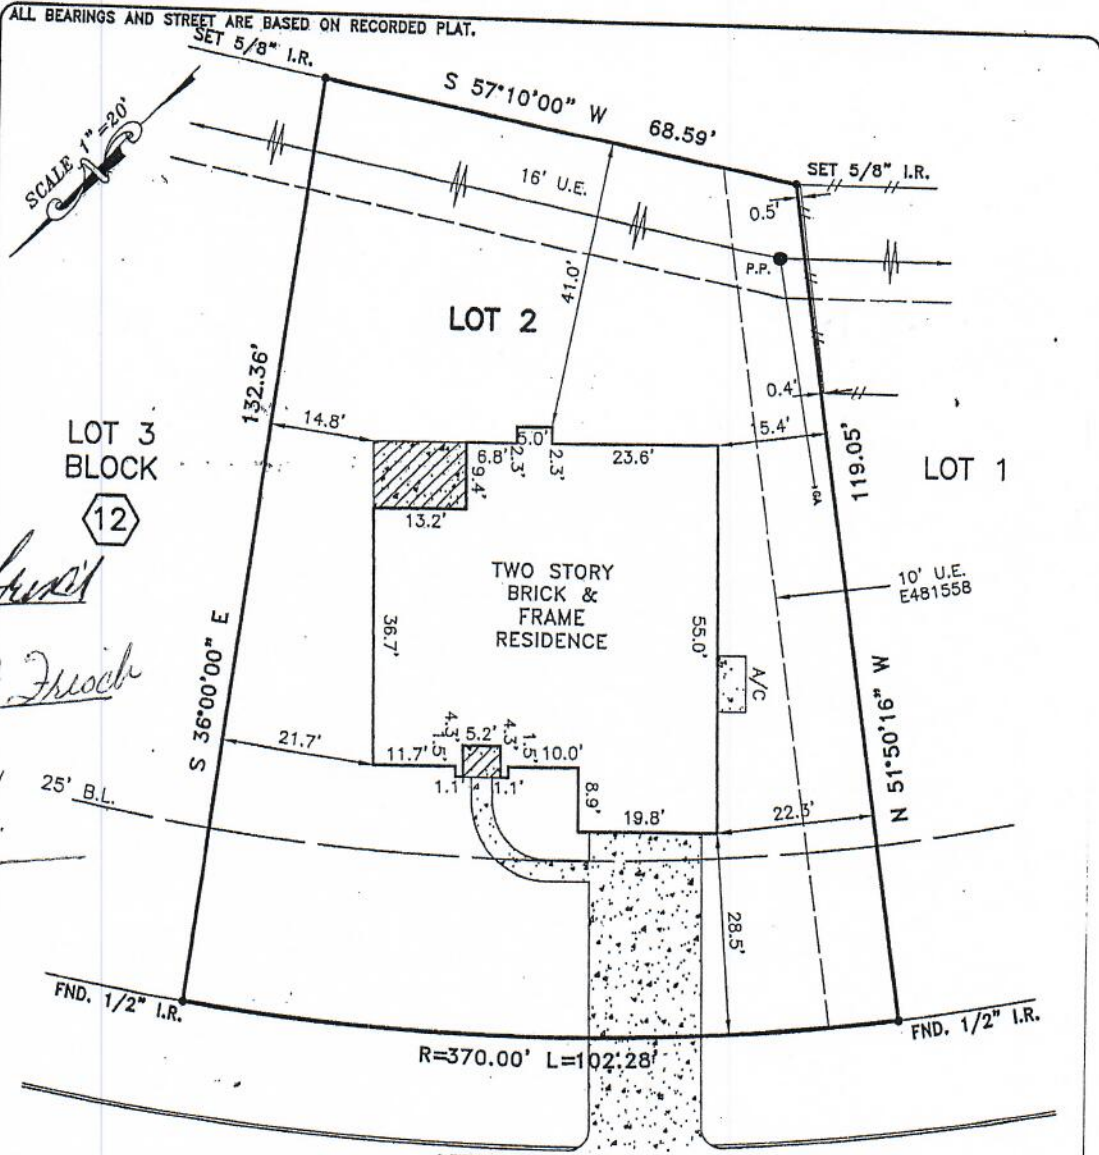 ALL BEARINGS AND STREET ARE BASED ON RECORDED PLAT.
SET 5/8" I.R.
S 57°10'00" W 68.59'
SCALE 1"=20'
SET 5/8" I.R.
16' U.E.
0.5'
P.P.
41.0'
LOT 2
132.36'
0.4'
14.8'
5.0'
15.4'
6.8'
2.3'
2.3'
23.6'
LOT 3
BLOCK
12
9.4'
119.05'
LOT 1
GA
13.2'
TWO STORY
BRICK &
FRAME
RESIDENCE
10' U.E.
E481558
36.7'
55.0'
S 36°00'00" E
Frisch
A/C
N 51°50'16" W
21.7'
11.7'
4.3'
1.5'
5.2'
4.3'
1.5'
10.0'
1.1'
1.1'
25' B.L.
8.9'
19.8'
22.3'
28.5'
FND. 1/2" I.R.
FND. 1/2" I.R.
R=370.00' L=102.28'